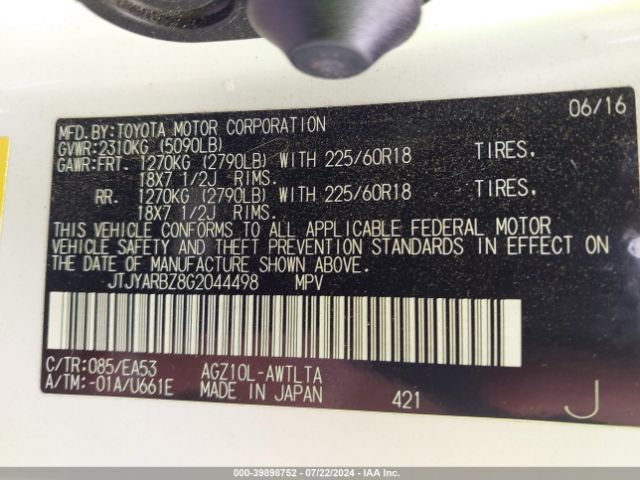 06/16
MFD.BY:TOYOTA MOTOR CORPORATION
GVWR:2310KG (5090LB)
GAWR:FRT. 1270KG (2790LB) WITH 225/60R18 TIRES,
18X7 1/2J RIMS.
RR. 1270KG (2790LB) WITH 225/60R18 TIRES,
18X7 1/2J RIMS.
THIS VEHICLE CONFORMS TO ALL APPLICABLE FEDERAL MOTOR
VEHICLE SAFETY AND THEFT PREVENTION STANDARDS IN EFFECT ON
THE DATE OF MANUFACTURE SHOWN ABOVE.
JTJYARBZ8G2044498 MPV
C/TR:085/EA53 AGZ10L-AWTLTA
A/TM:-01A/U661E MADE IN JAPAN 421 J
000-39898752 - 07/22/2024 - IAA Inc.